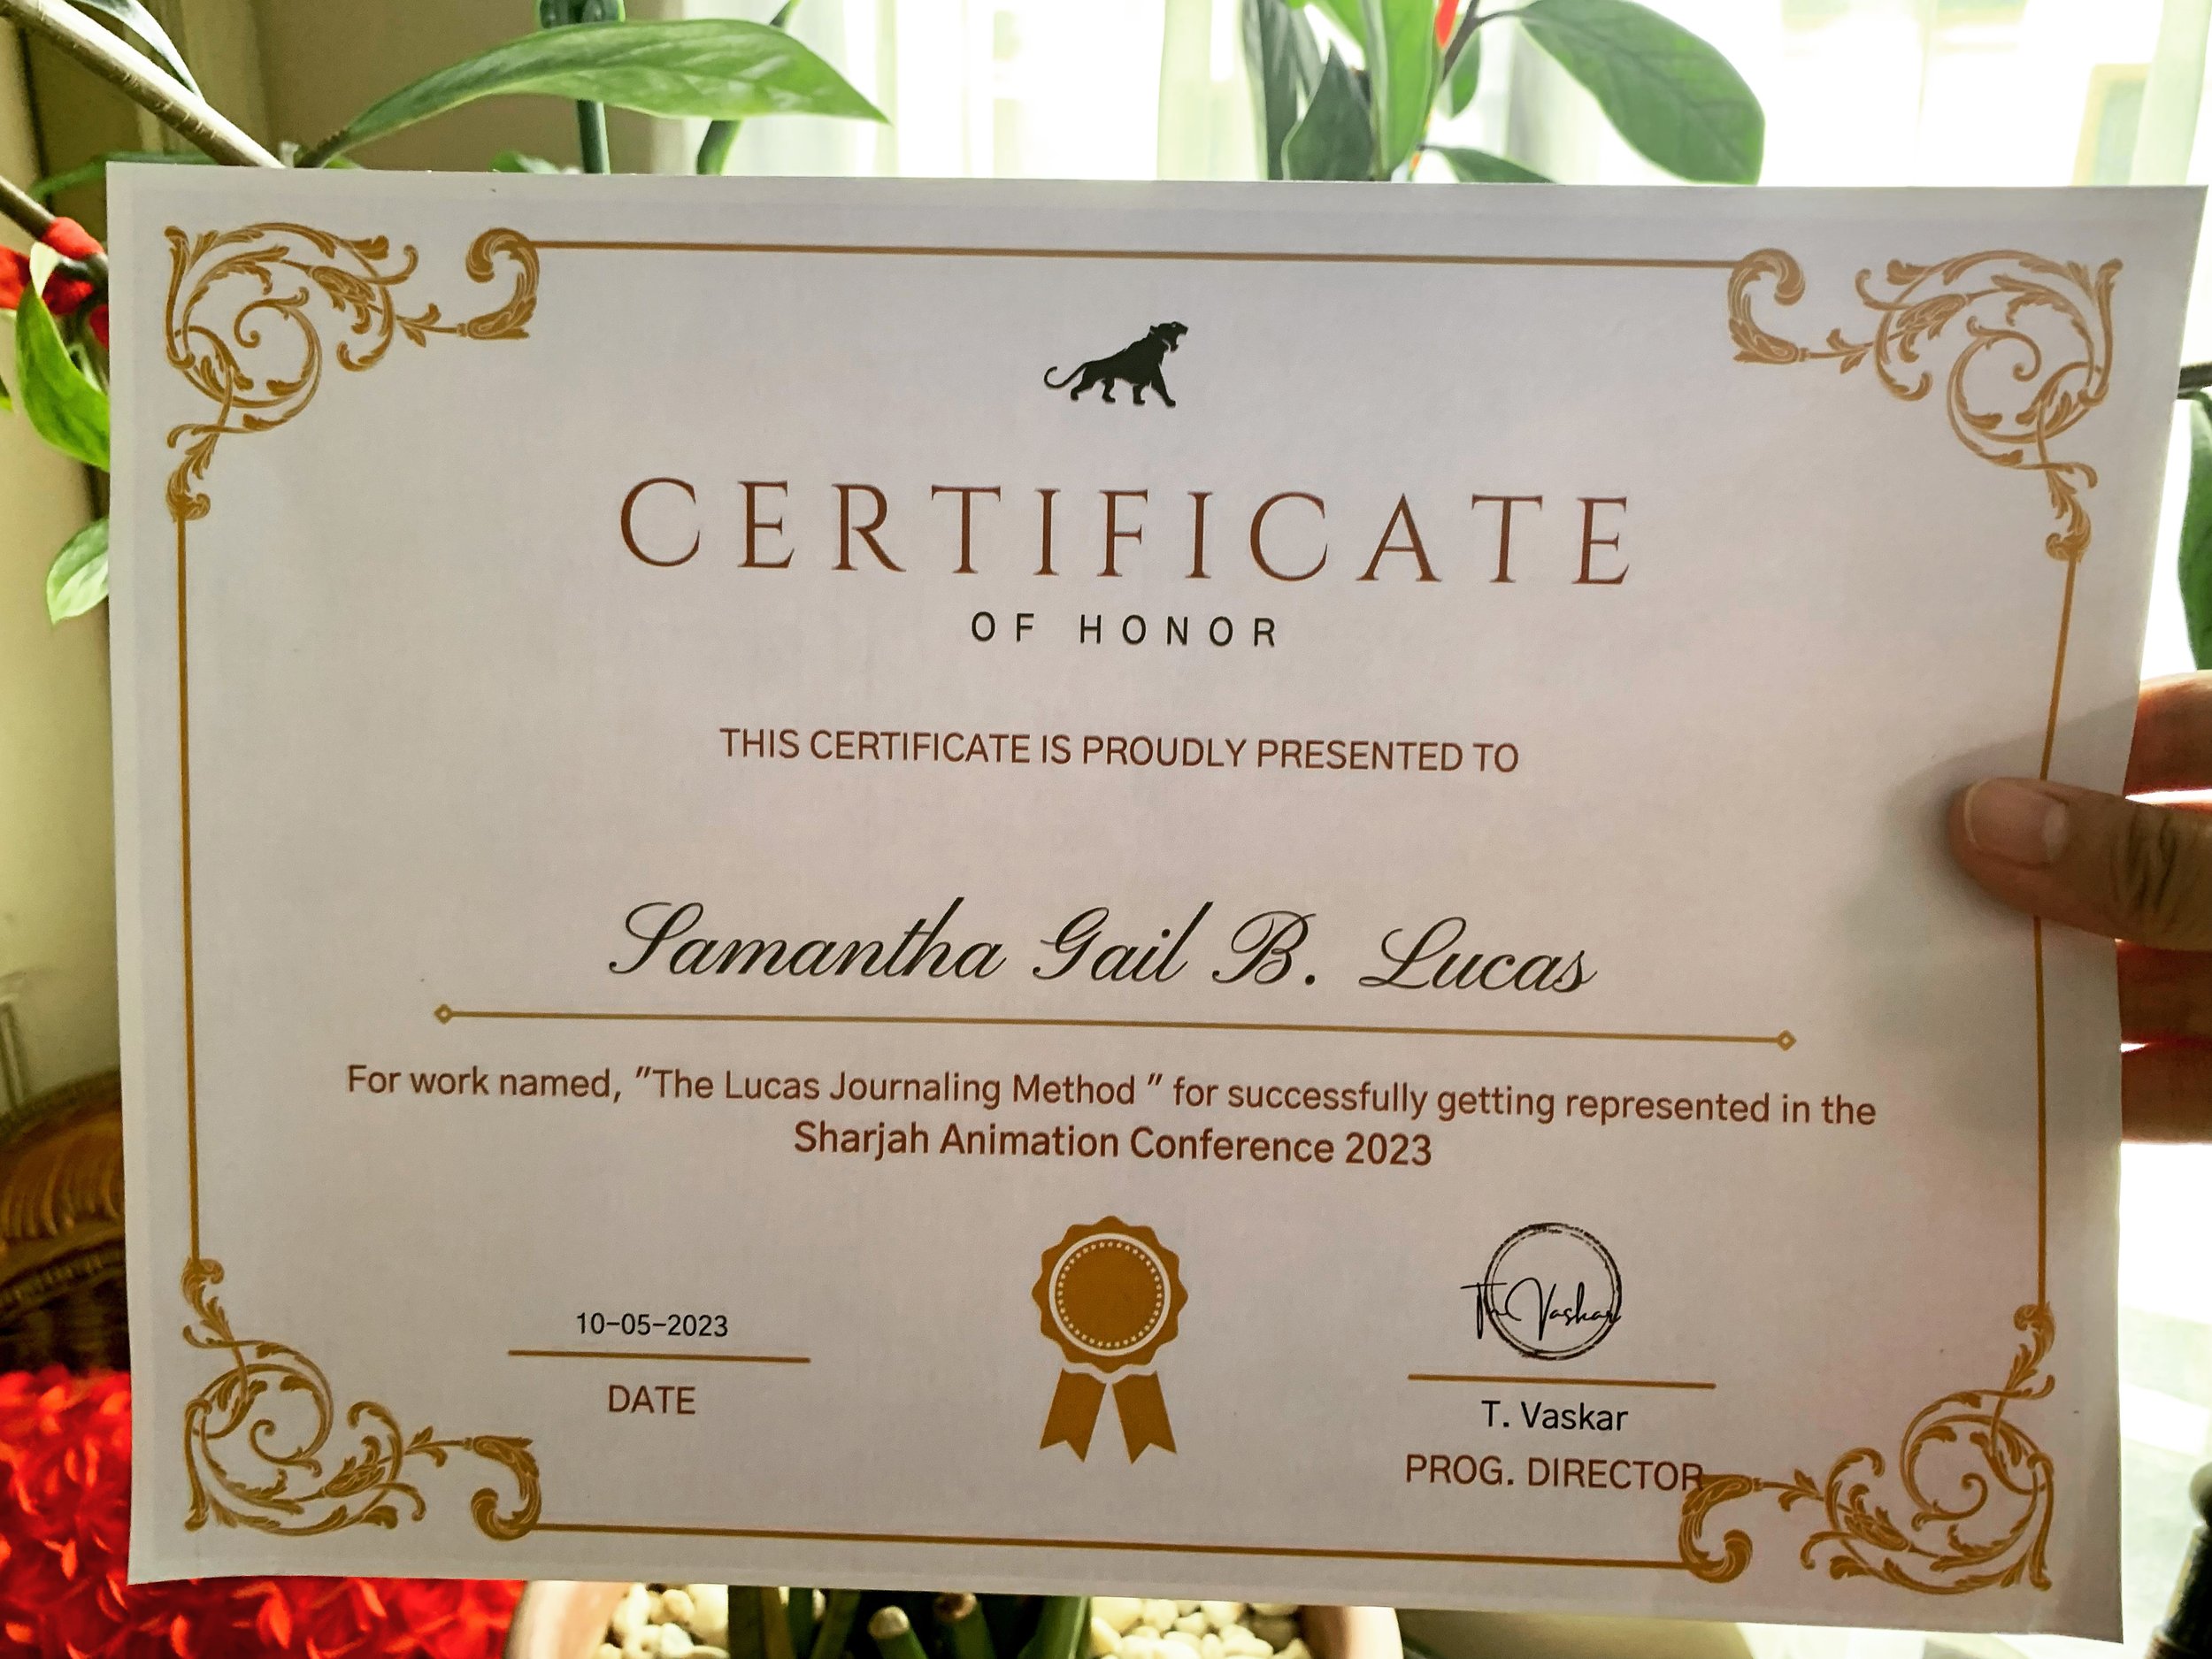 CERTIFICATE
OF HONOR
THIS CERTIFICATE IS PROUDLY PRESENTED TO
Samantha Gail B. Lucas
For work named, "The Lucas Journaling Method " for successfully getting represented in the
Sharjah Animation Conference 2023
10-05-2023
DATE
Vaskar
T. Vaskar
PROG. DIRECTOR